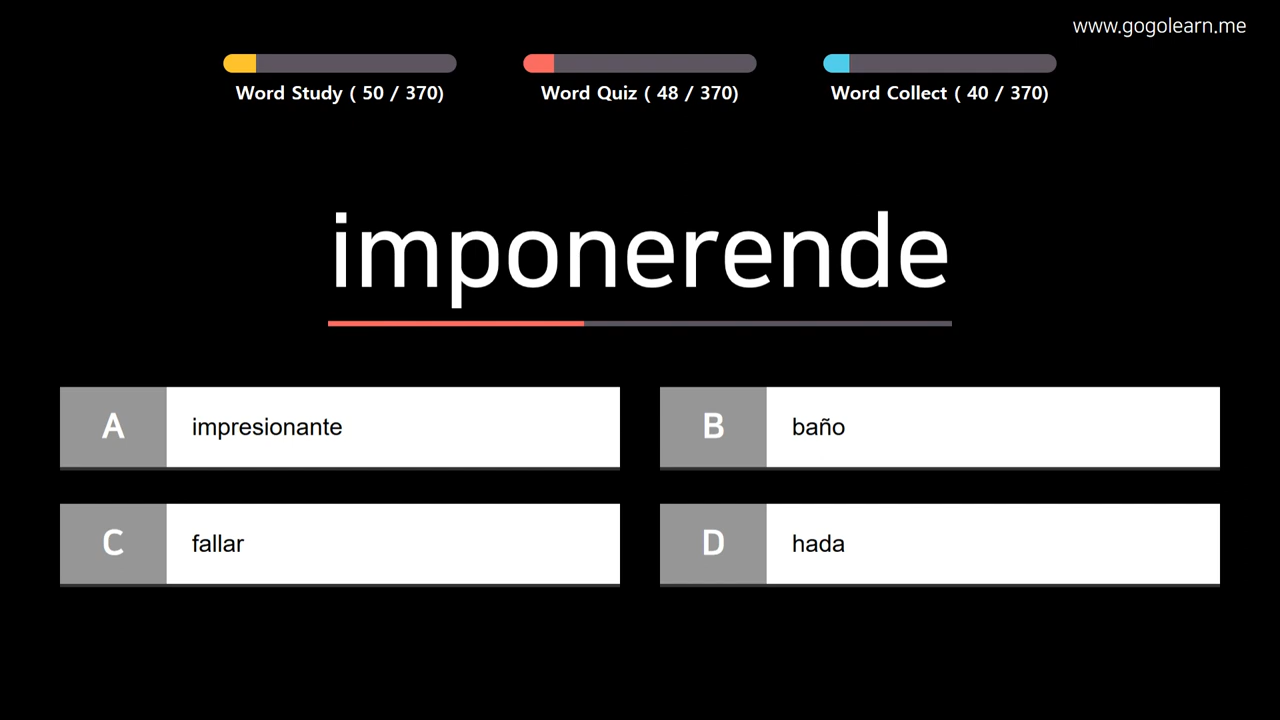 www.gogolearn.me
Word Study ( 50 / 370)
Word Quiz ( 48 / 370)
Word Collect ( 40 / 370)
imponerende
A impresionante
B baño
C fallar
D hada